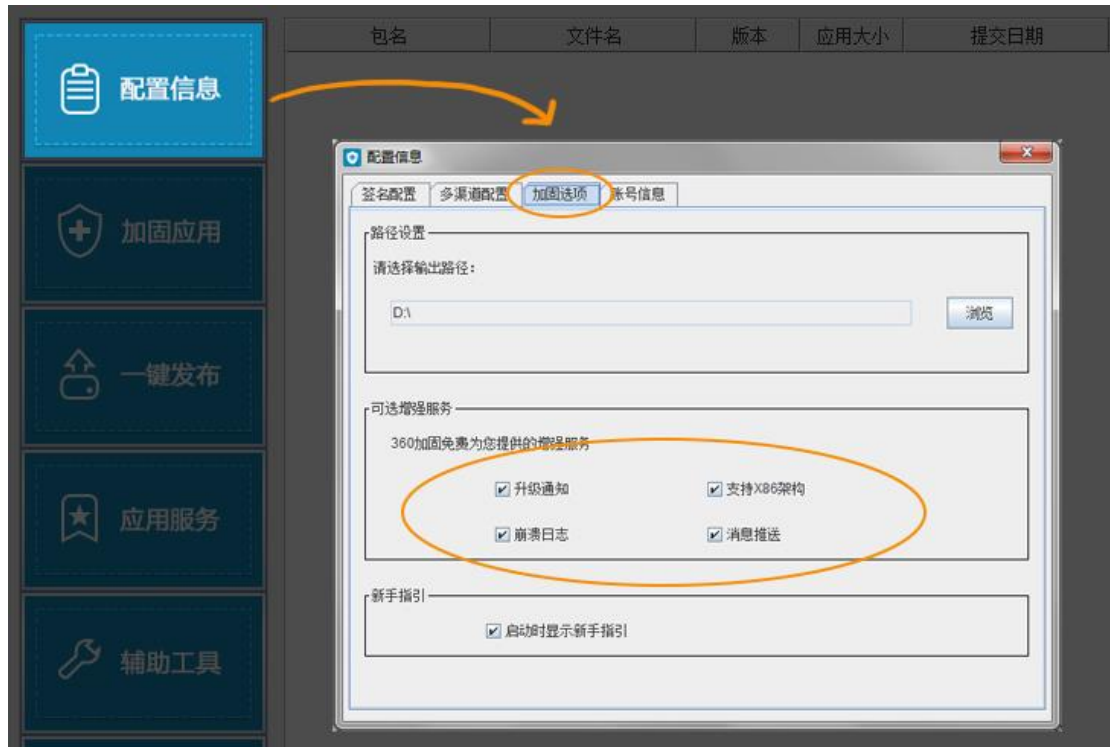 包名 文件名 版本 应用大小 提交日期
配置信息
加固应用
一键发布
应用服务
辅助工具
配置信息
签名配置 多渠道配置 加固选项 账号信息
路径设置
请选择输出路径：
D:\ 浏览
可选增强服务
360加固免费为您提供的增强服务
升级通知 支持X86架构
崩溃日志 消息推送
新手指引
启动时显示新手指引